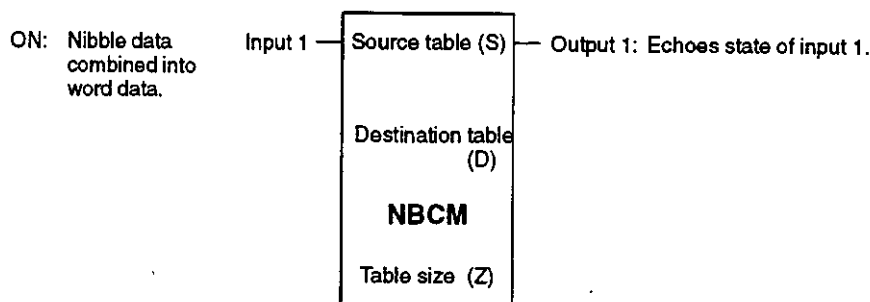 ON: Nibble data combined into word data.
Input 1
Source table (S)
Output 1: Echoes state of input 1.
Destination table (D)
NBCM
Table size (Z)